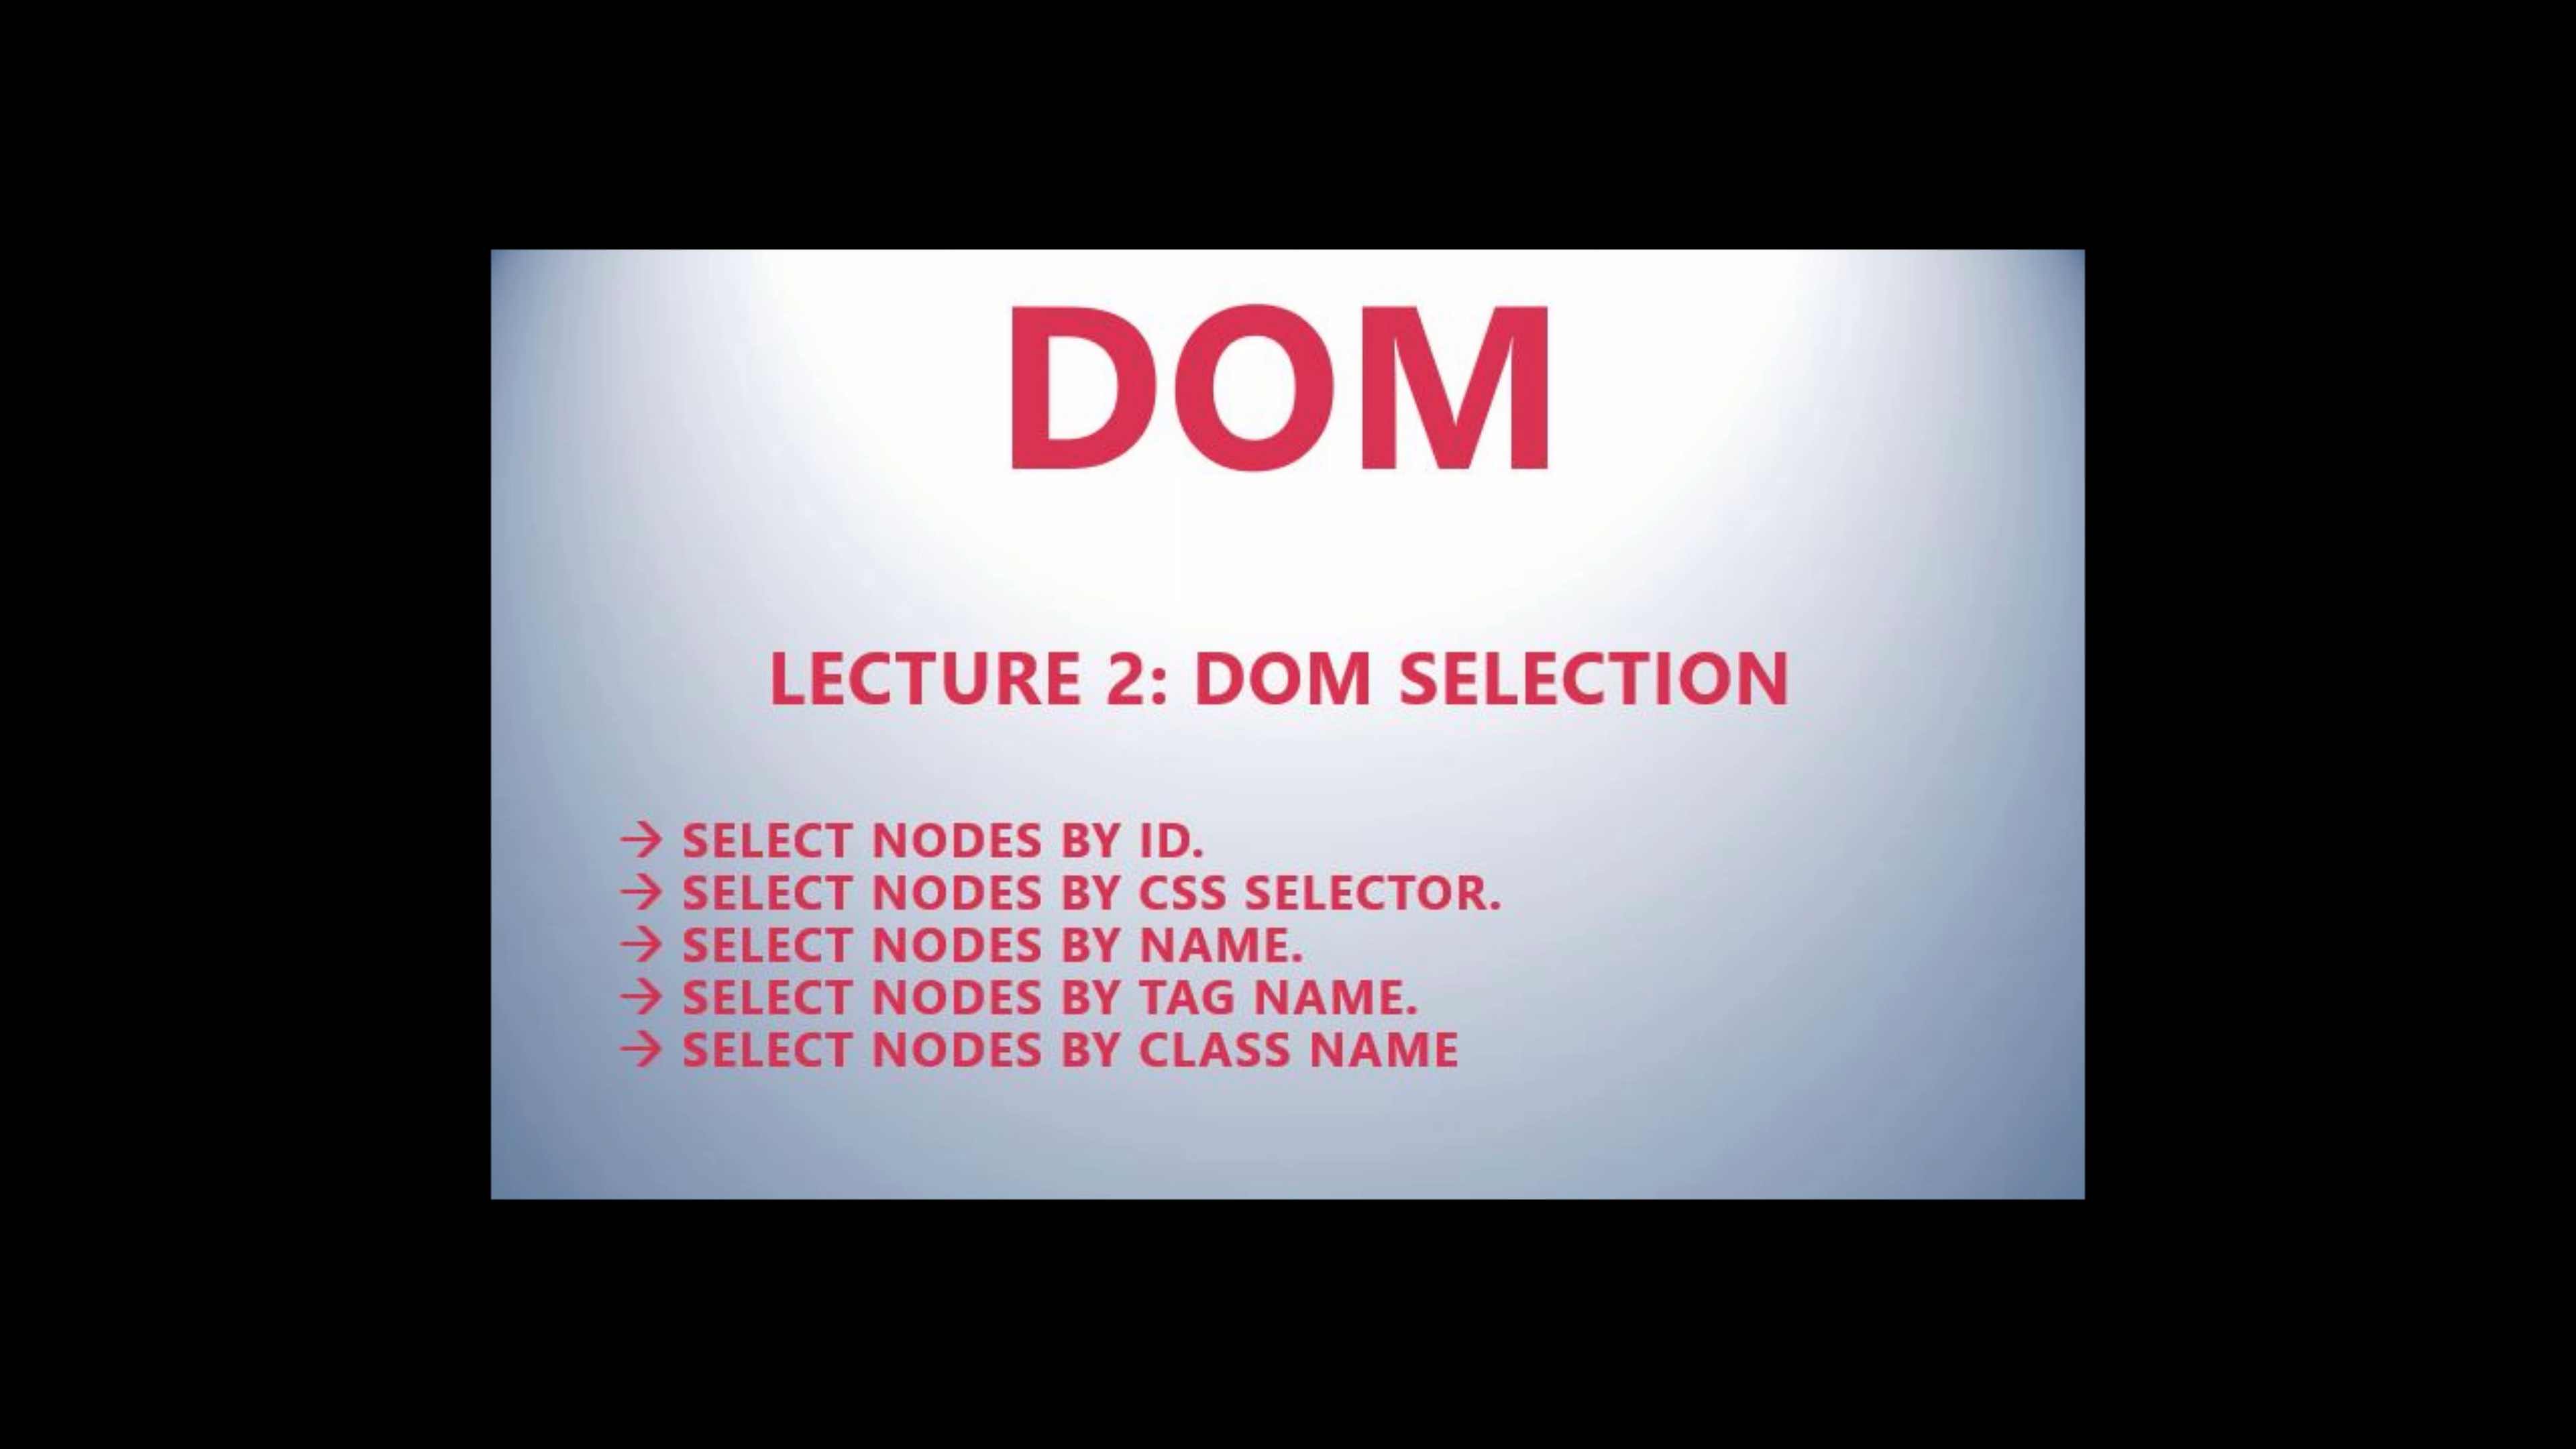 DOM
LECTURE 2: DOM SELECTION
→ SELECT NODES BY ID.
→ SELECT NODES BY CSS SELECTOR.
→ SELECT NODES BY NAME.
→ SELECT NODES BY TAG NAME.
→ SELECT NODES BY CLASS NAME